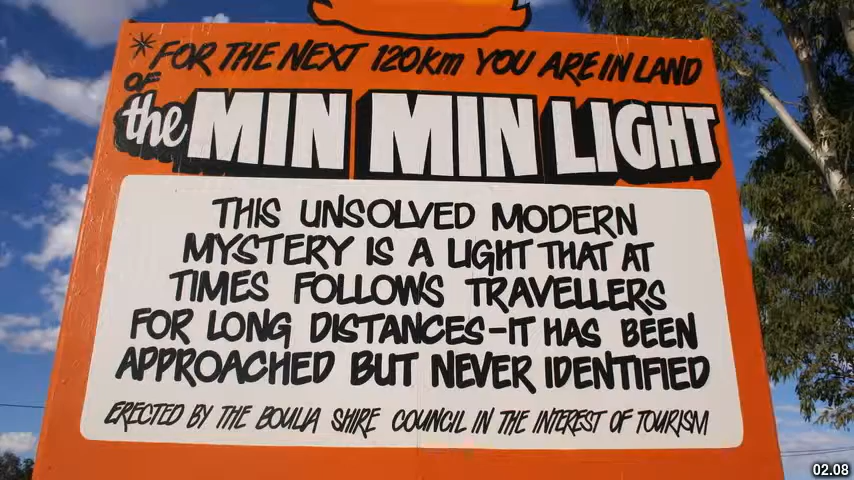 *FOR THE NEXT 120Km YOU ARE IN LAND
OF
the MIN MIN LIGHT
THIS UNSOLVED MODERN
MYSTERY IS A LIGHT THAT AT
TIMES FOLLOWS TRAVELLERS
FOR LONG DISTANCES-IT HAS BEEN
APPROACHED BUT NEVER IDENTIFIED
ERECTED BY THE BOULIA SHIRE COUNCIL IN THE INTEREST OF TOURISM
02.08